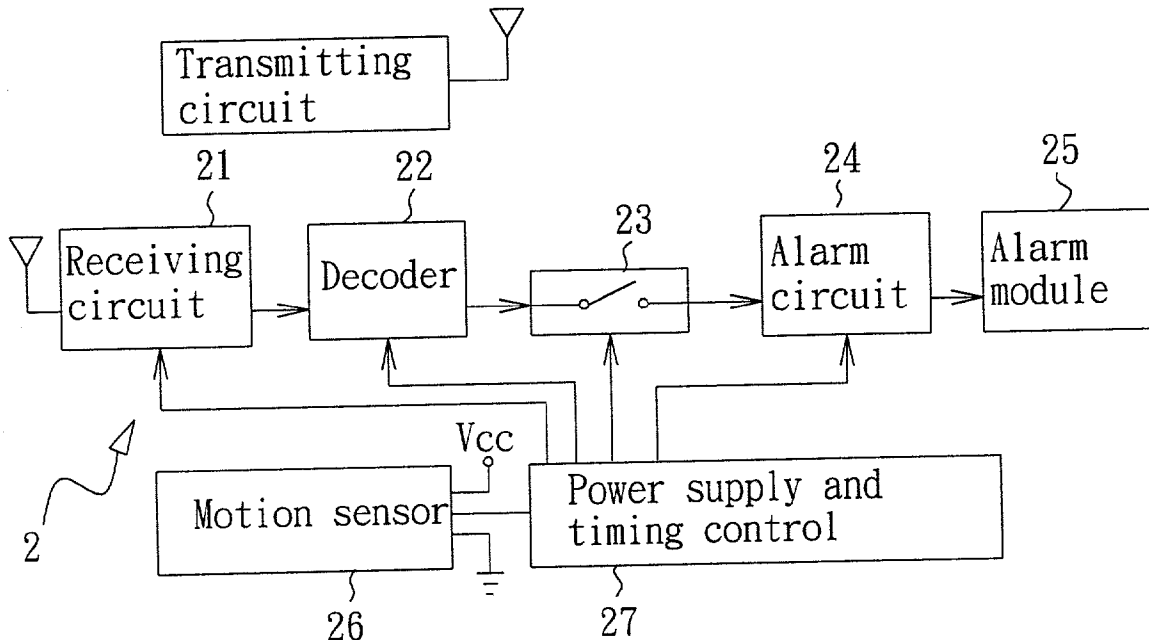 Transmitting
circuit
21
22
23
24
25
Receiving
circuit
Decoder
Alarm
circuit
Alarm
module
2
Vcc
Motion sensor
Power supply and
timing control
26
27